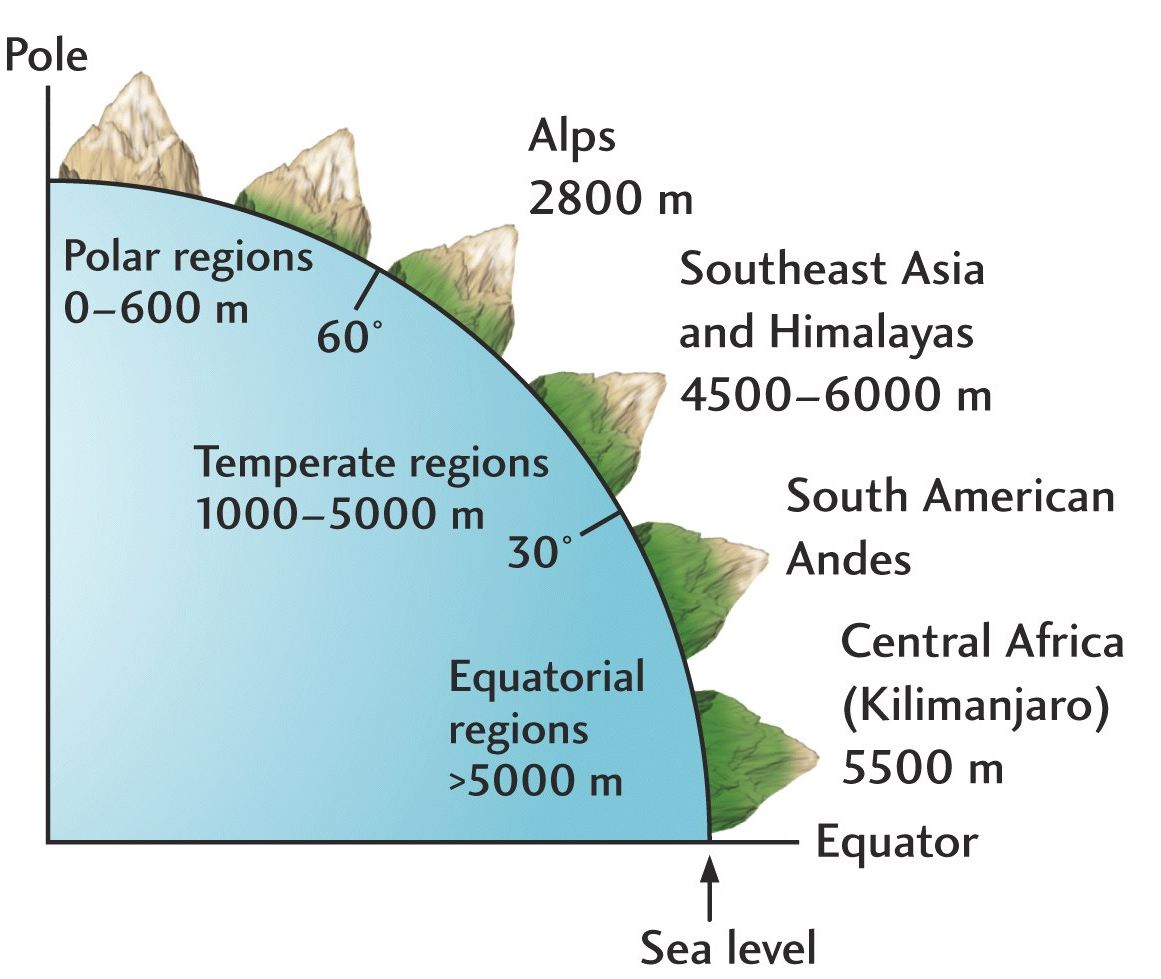 Pole
Alps
2800 m
Polar regions
0–600 m
60°
Southeast Asia
and Himalayas
4500–6000 m
Temperate regions
1000–5000 m
30°
South American
Andes
Equatorial
regions
>5000 m
Central Africa
(Kilimanjaro)
5500 m
Equator
Sea level